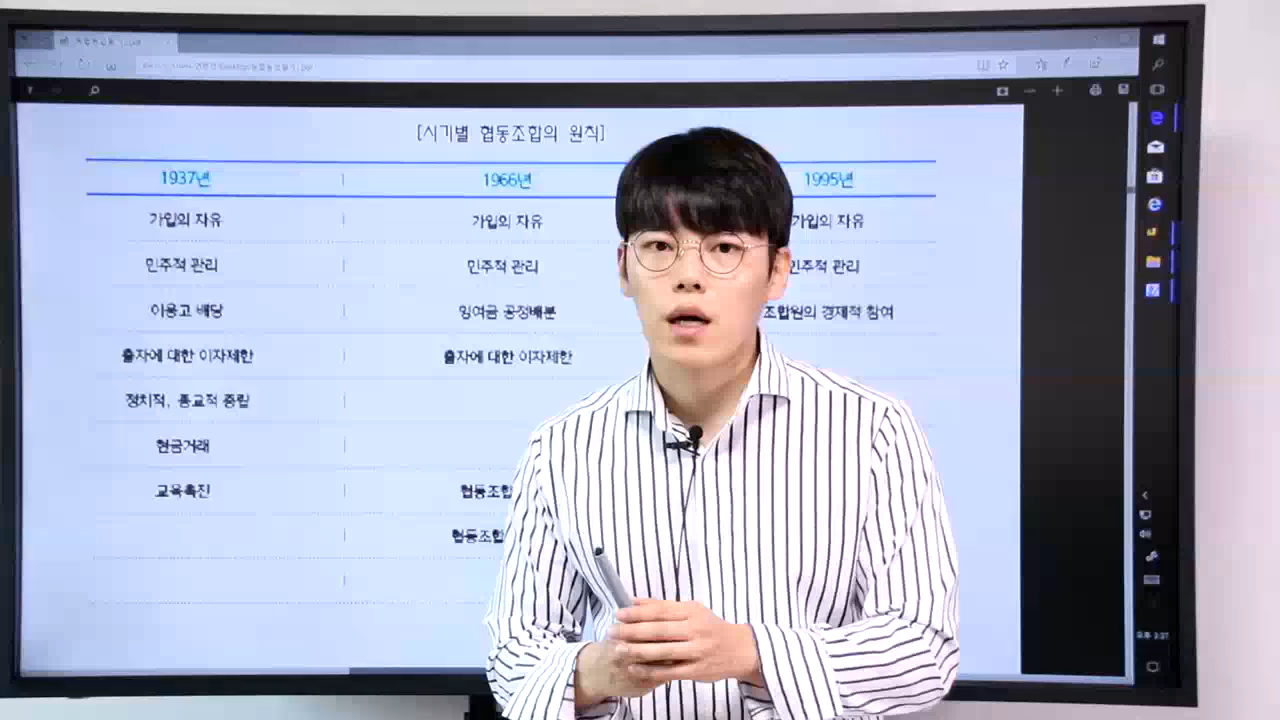 [시기별 협동조합의 원칙]
1937년 1966년 1995년
가입의 자유 가입의 자유 가입의 자유
민주적 관리 민주적 관리 민주적 관리
이용고 배당 잉여금 공정배분 조합원의 경제적 참여
출자에 대한 이자제한 출자에 대한 이자제한
정치적, 종교적 중립
현금거래
교육촉진 협동조합
협동조합
오후 3:27